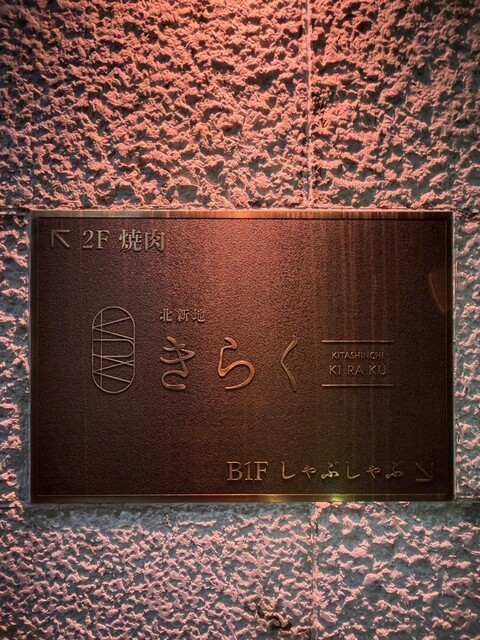 ↖ 2F 焼肉
北新地
きらく
KITASHINCHI
KI RA KU
B1F しゃぶしゃぶ ↘